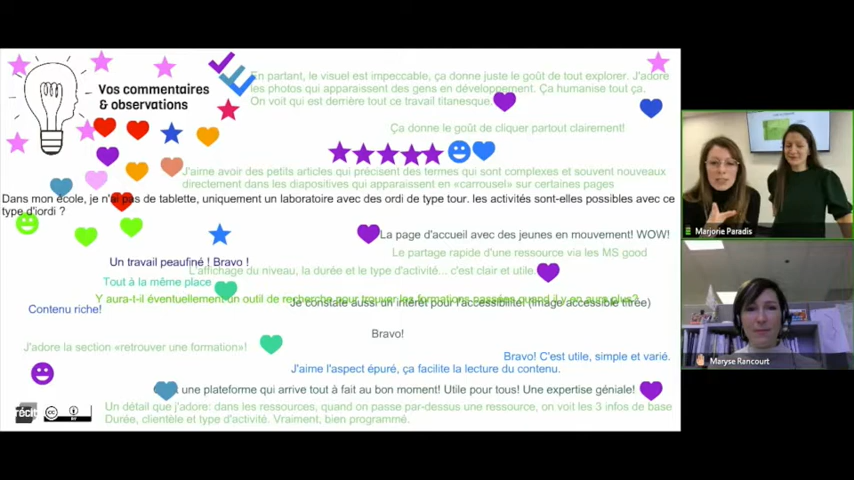 Vos commentaires
& observations
En partant, le visuel est impeccable, ça donne juste le goût de tout explorer. J'adore
les photos qui apparaissent des gens en développement. Ça humanise tout ça.
On voit qui est derrière tout ce travail titanesque.
Ça donne le goût de cliquer partout clairement!
J'aime avoir des petits articles qui précisent des termes qui sont complexes et souvent nouveaux
directement dans les diapositives qui apparaissent en «carrousel» sur certaines pages
Dans mon école, je n'ai pas de tablette, uniquement un laboratoire avec des ordi de type tour. les activités sont-elles possibles avec ce
type d'iordi ?
La page d'accueil avec des jeunes en mouvement! WOW!
Le partage rapide d'une ressource via les MS good
Un travail peaufiné ! Bravo !
L'affichage du niveau, la durée et le type d'activité... c'est clair et utile.
Tout à la même place
Y aura-t-il éventuellement un outil de recherche pour trouver les formations passées quand il y en aura plus?
Je constate aussi un intérêt pour l'accessibilité! (image accessible titrée)
Contenu riche!
Bravo!
J'adore la section «retrouver une formation»!
Bravo! C'est utile, simple et varié.
J'aime l'aspect épuré, ça facilite la lecture du contenu.
une plateforme qui arrive tout à fait au bon moment! Utile pour tous! Une expertise géniale!
Un détail que j'adore: dans les ressources, quand on passe par-dessus une ressource, on voit les 3 infos de base
Durée, clientèle et type d'activité. Vraiment, bien programmé.
récit
cc
BY
Marjorie Paradis
Maryse Rancourt